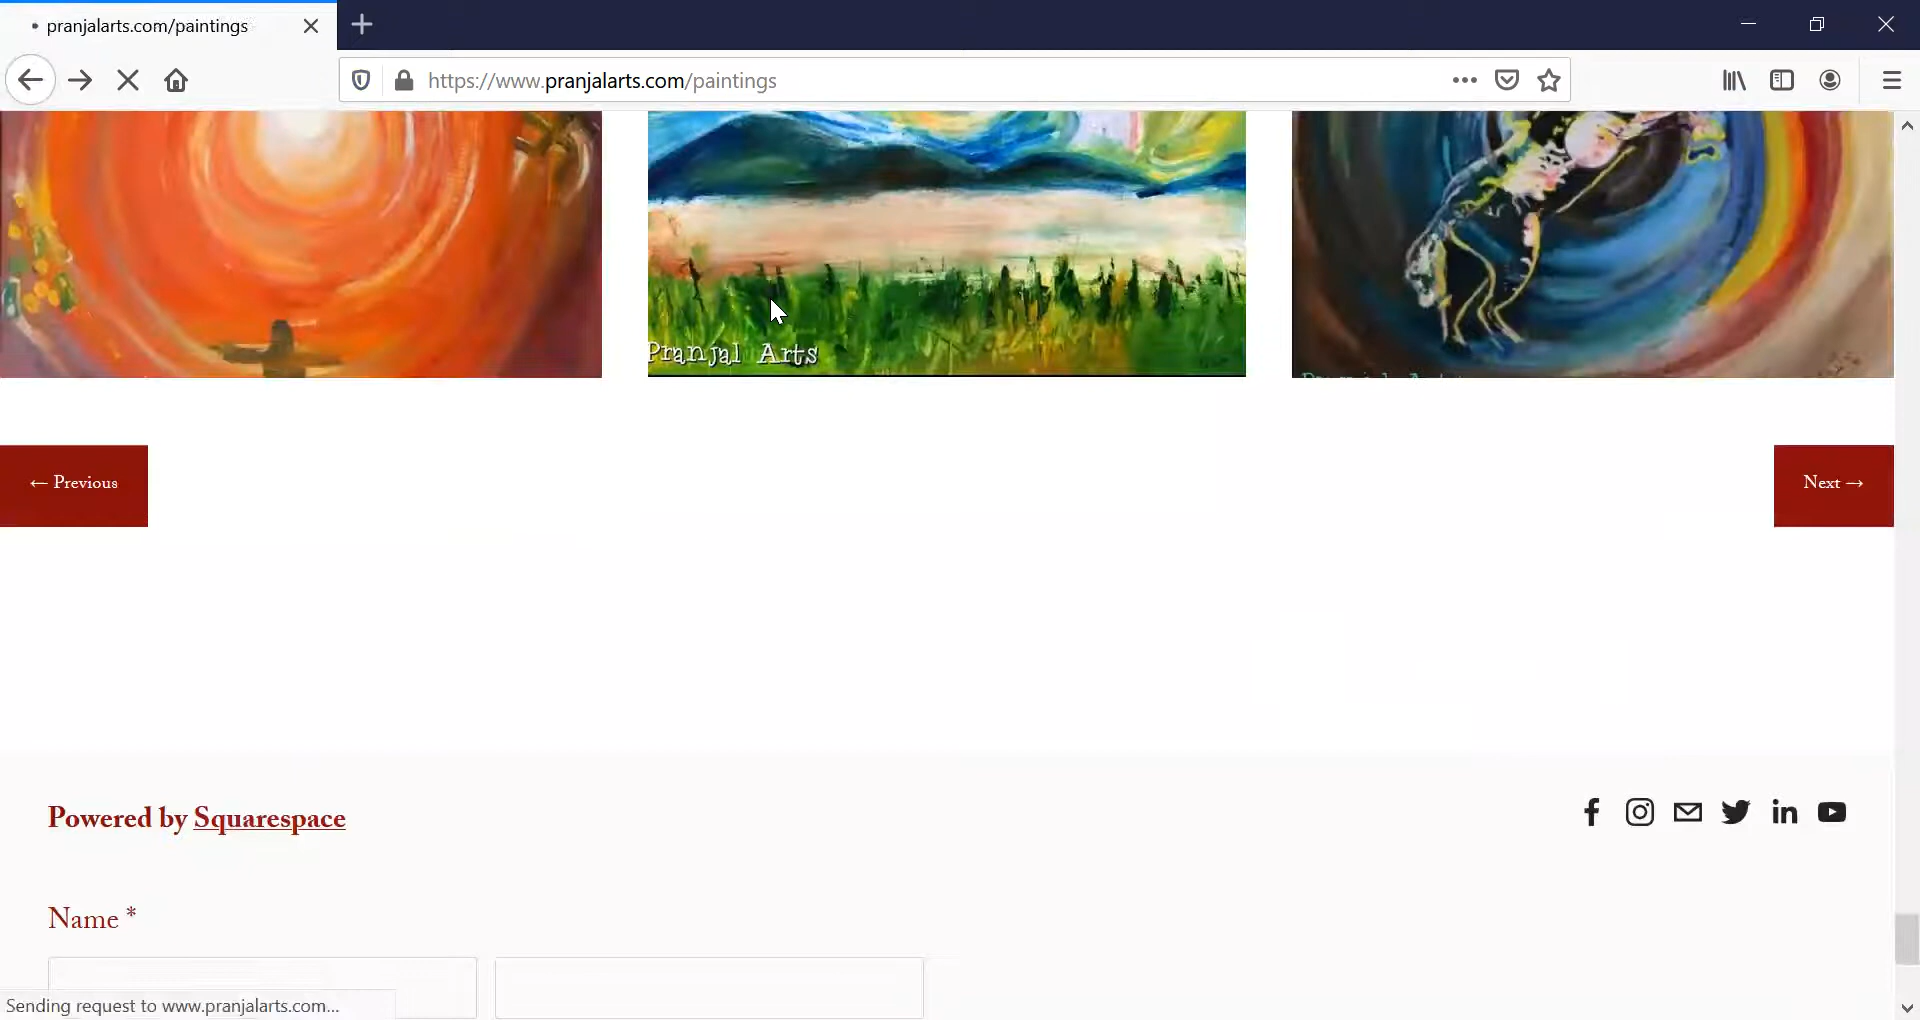 pranjalarts.com/paintings
https://www.pranjalarts.com/paintings
Pranjal Arts
← Previous
Next →
Powered by Squarespace
Name *
Sending request to www.pranjalarts.com...